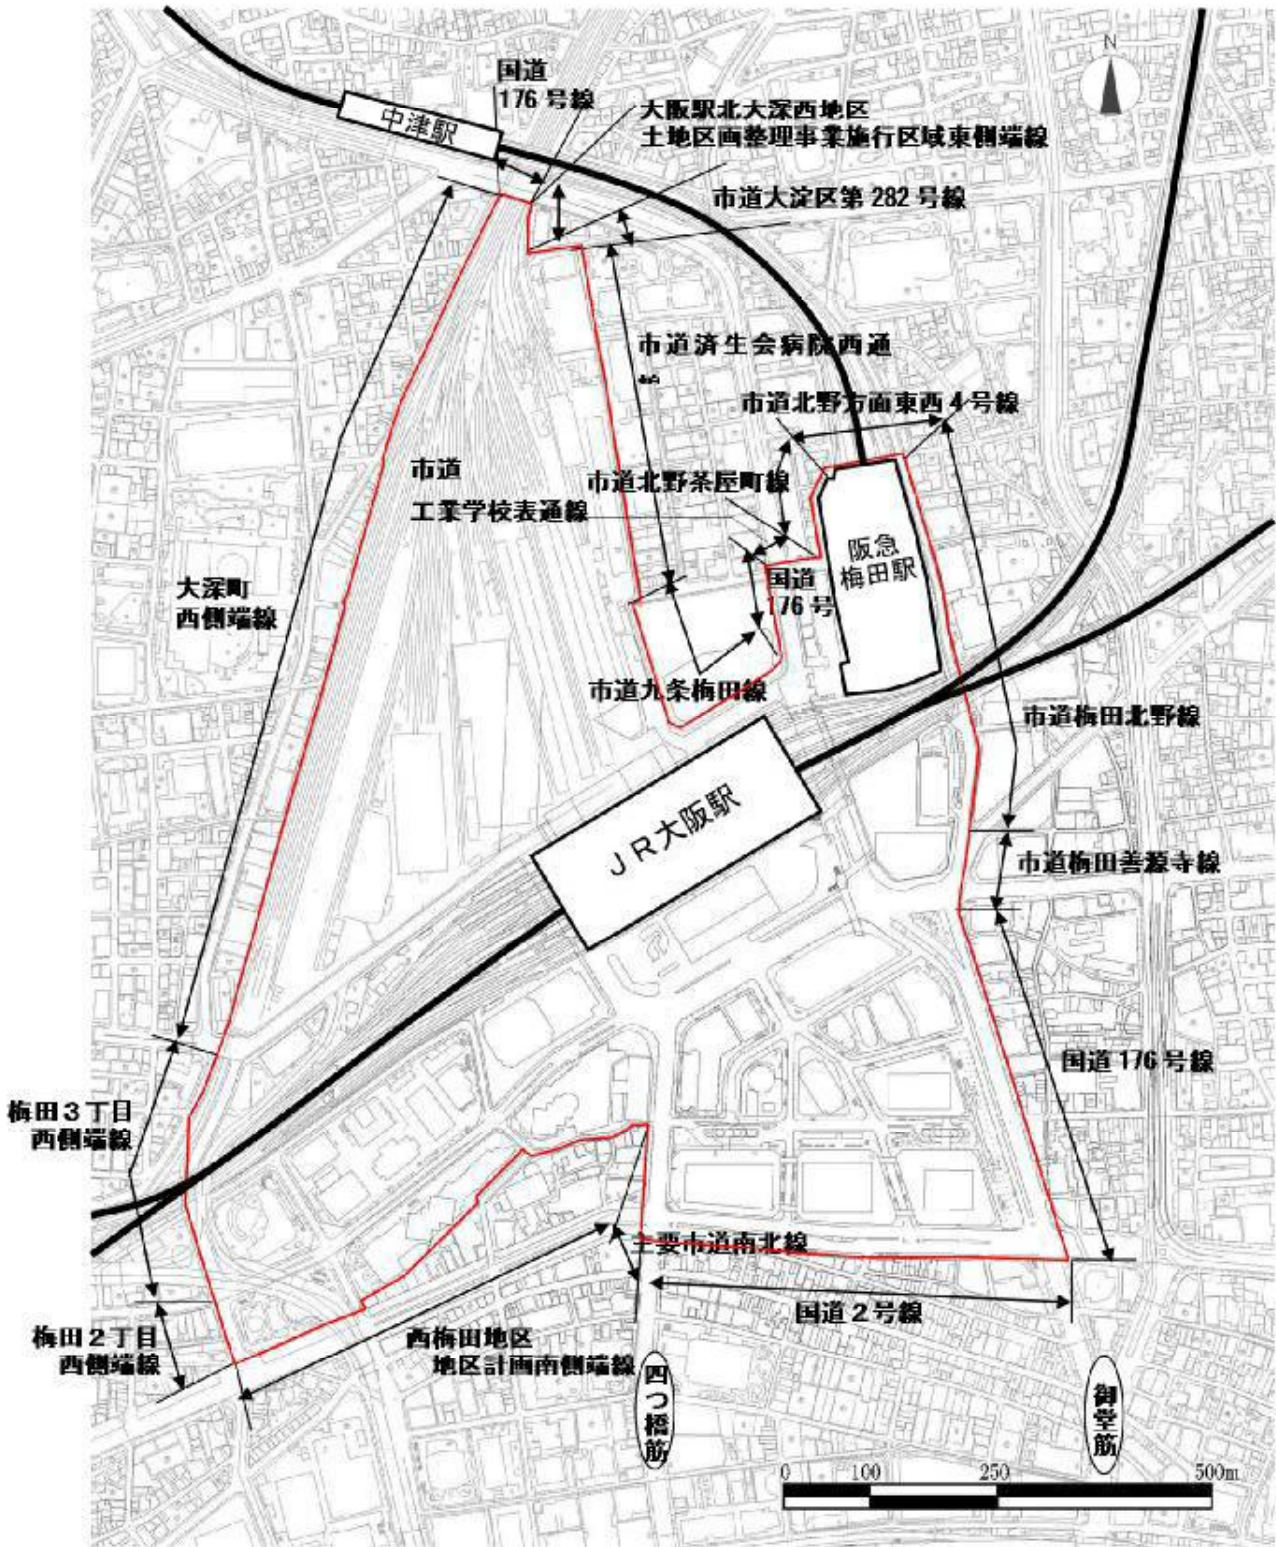 N
国道
176号線
大阪駅北大深西地区
土地区画整理事業施行区域東側端線
中津駅
市道大淀区第282号線
市道済生会病院西通
市道北野方面東西4号線
市道
工業学校表通線
市道北野茶屋町線
阪急
梅田駅
国道
176号
大深町
西側端線
市道九条梅田線
市道梅田北野線
JR大阪駅
市道梅田善源寺線
国道176号線
梅田3丁目
西側端線
主要市道南北線
国道2号線
梅田2丁目
西側端線
西梅田地区
地区計画南側端線
四つ橋筋
御堂筋
0 100 250 500m